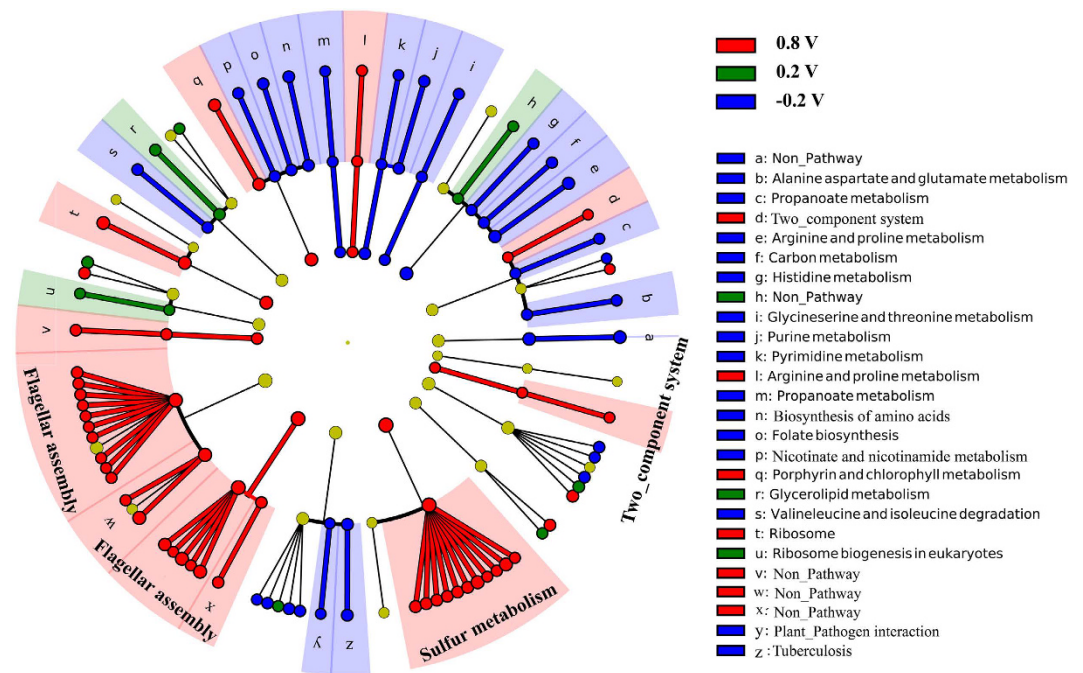 0.8 V
0.2 V
-0.2 V
a: Non_Pathway
b: Alanine aspartate and glutamate metabolism
c: Propanoate metabolism
d: Two_component system
e: Arginine and proline metabolism
f: Carbon metabolism
g: Histidine metabolism
h: Non_Pathway
i: Glycineserine and threonine metabolism
j: Purine metabolism
k: Pyrimidine metabolism
l: Arginine and proline metabolism
m: Propanoate metabolism
n: Biosynthesis of amino acids
o: Folate biosynthesis
p: Nicotinate and nicotinamide metabolism
q: Porphyrin and chlorophyll metabolism
r: Glycerolipid metabolism
s: Valineleucine and isoleucine degradation
t: Ribosome
u: Ribosome biogenesis in eukaryotes
v: Non_Pathway
w: Non_Pathway
x: Non_Pathway
y: Plant_Pathogen interaction
z :Tuberculosis
a
b
c
d
e
f
g
h
i
j
k
l
m
n
o
p
q
r
s
t
u
v
Flagellar assembly
w
Flagellar assembly
x
y
z
Sulfur metabolism
Two_component system